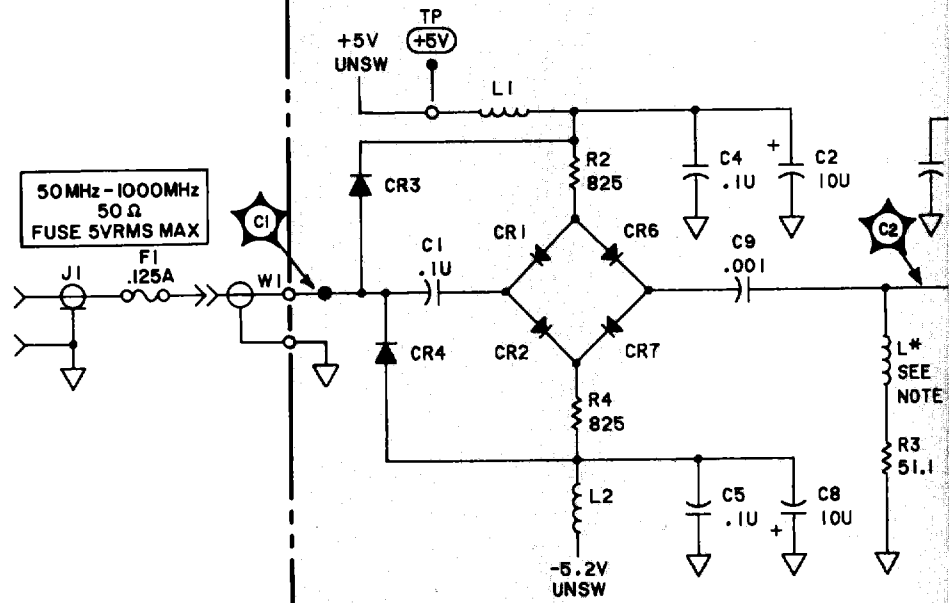 TP
+5V
+5V
UNSW
L1
R2
825
C4
.1U
+
C2
10U
50MHz-1000MHz
50 Ω
FUSE 5VRMS MAX
CR3
C1
C1
.1U
CR1
CR6
C9
.001
C2
J1
F1
.125A
W1
CR4
CR2
CR7
L*
SEE
NOTE
R4
825
R3
51.1
L2
C5
.1U
C8
10U
+
-5.2V
UNSW